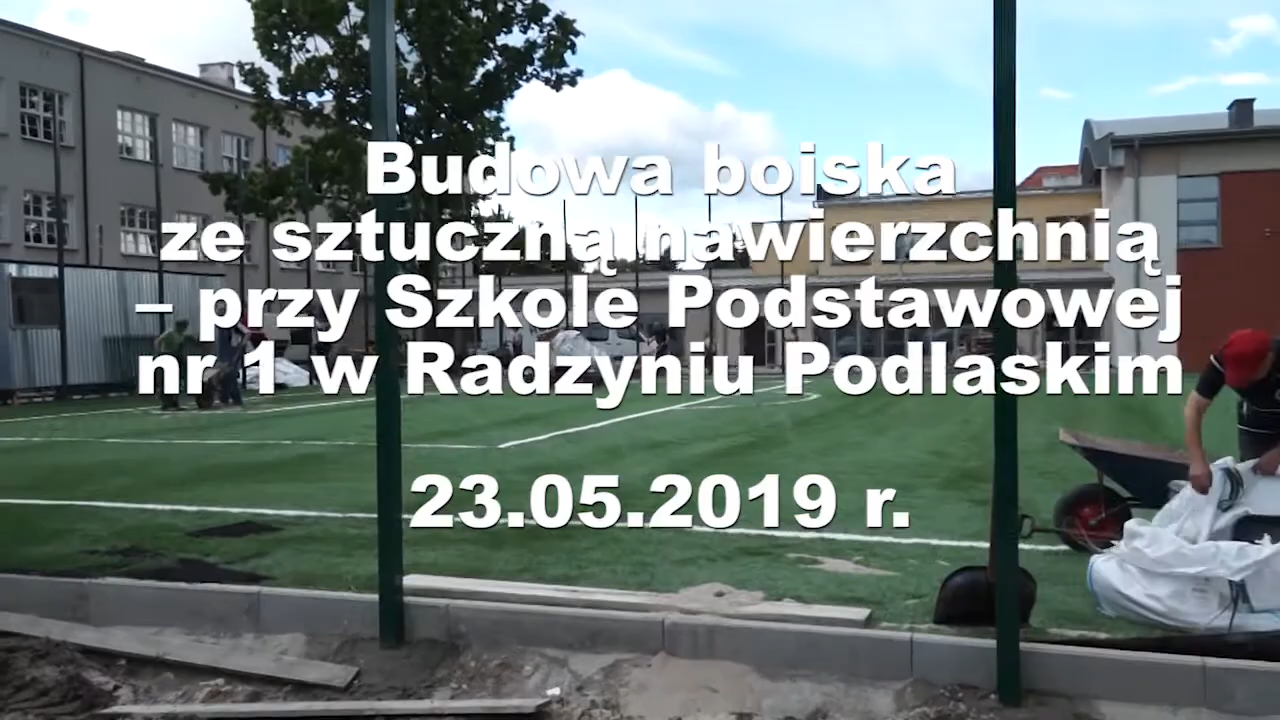 Budowa boiska
ze sztuczną nawierzchnią
– przy Szkole Podstawowej
nr 1 w Radzyniu Podlaskim
23.05.2019 r.